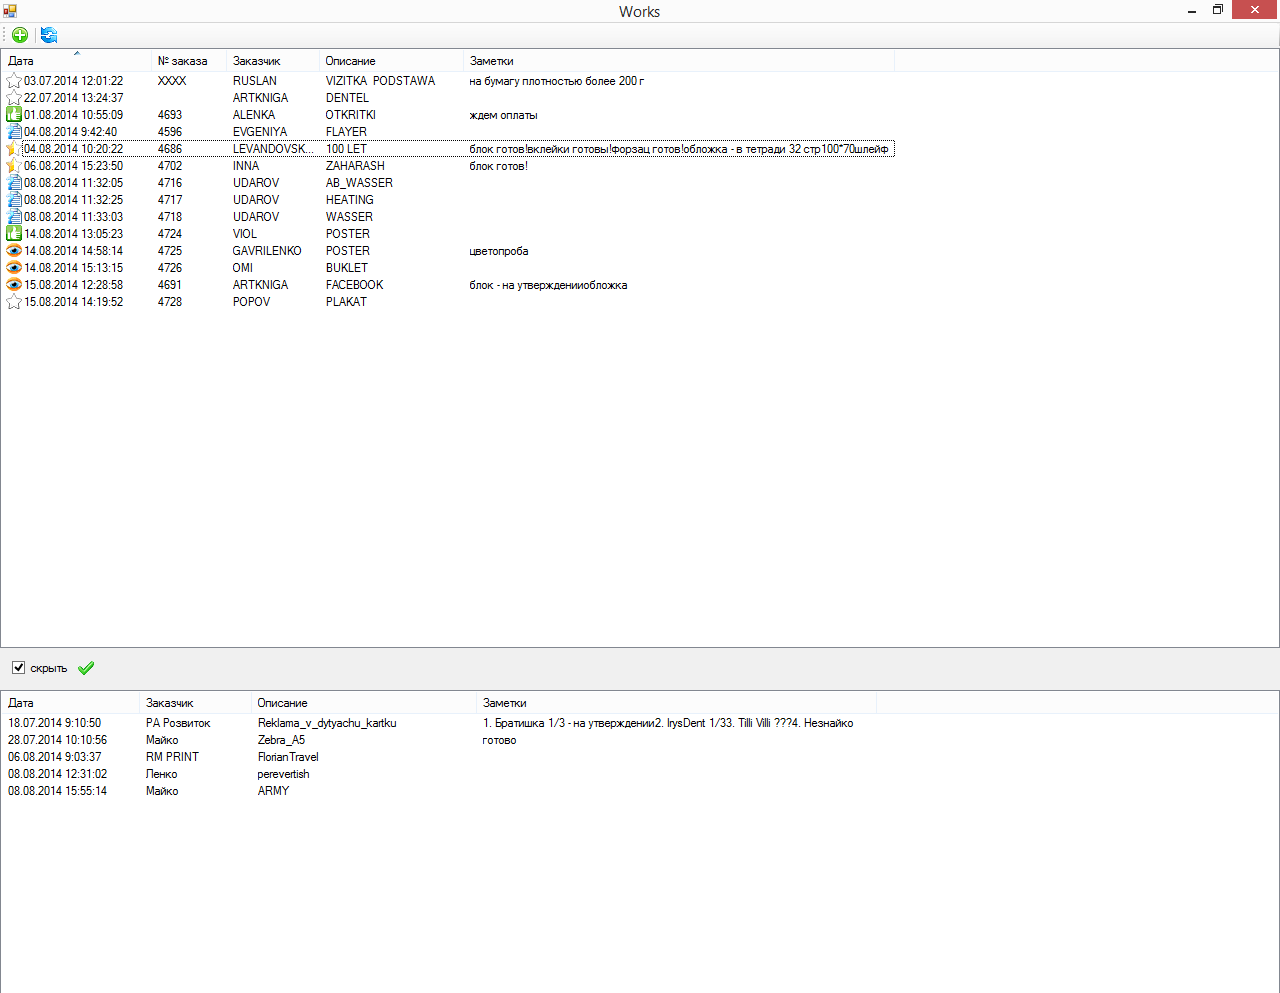 Works
Дата № заказа Заказчик Описание Заметки
03.07.2014 12:01:22 XXXX RUSLAN VIZITKA PODSTAWA на бумагу плотностью более 200 г
22.07.2014 13:24:37 ARTKNIGA DENTEL
01.08.2014 10:55:09 4693 ALENKA OTKRITKI ждем оплаты
04.08.2014 9:42:40 4596 EVGENIYA FLAYER
04.08.2014 10:20:22 4686 LEVANDOVSK... 100 LET блок готов!вклейки готовы!форзац готов!обложка - в тетради 32 стр100*70шлейф
06.08.2014 15:23:50 4702 INNA ZAHARASH блок готов!
08.08.2014 11:32:05 4716 UDAROV AB_WASSER
08.08.2014 11:32:25 4717 UDAROV HEATING
08.08.2014 11:33:03 4718 UDAROV WASSER
14.08.2014 13:05:23 4724 VIOL POSTER
14.08.2014 14:58:14 4725 GAVRILENKO POSTER цветопроба
14.08.2014 15:13:15 4726 OMI BUKLET
15.08.2014 12:28:58 4691 ARTKNIGA FACEBOOK блок - на утвержденииобложка
15.08.2014 14:19:52 4728 POPOV PLAKAT
скрыть
Дата Заказчик Описание Заметки
18.07.2014 9:10:50 РА Розвиток Reklama_v_dytyachu_kartku 1. Братишка 1/3 - на утверждении2. IrysDent 1/33. Tilli Villi ???4. Незнайко
28.07.2014 10:10:56 Майко Zebra_A5 готово
06.08.2014 9:03:37 RM PRINT FlorianTravel
08.08.2014 12:31:02 Ленко perevertish
08.08.2014 15:55:14 Майко ARMY